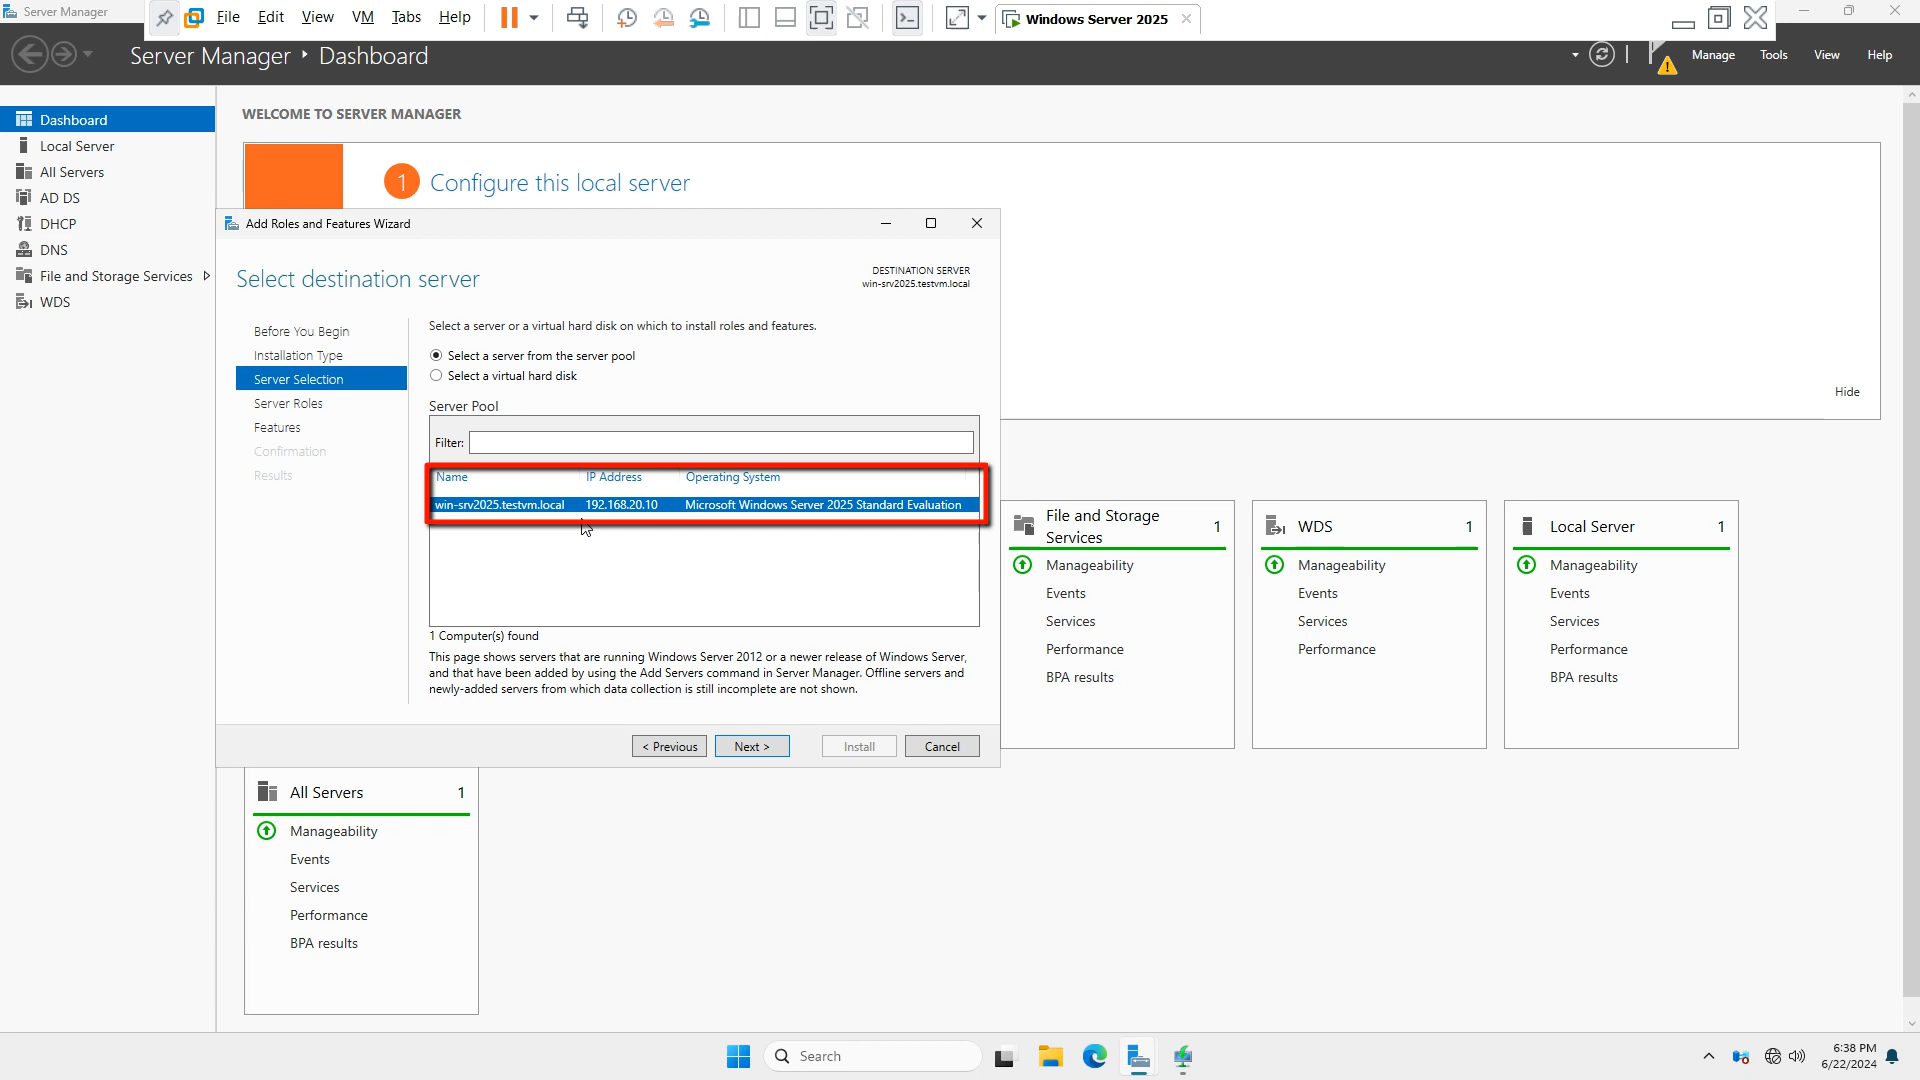 Server Manager
File Edit View VM Tabs Help
Windows Server 2025
Server Manager Dashboard
Manage Tools View Help
Dashboard
Local Server
All Servers
AD DS
DHCP
DNS
File and Storage Services
WDS
WELCOME TO SERVER MANAGER
1 Configure this local server
Hide
Add Roles and Features Wizard
Select destination server
DESTINATION SERVER
win-srv2025.testvm.local
Before You Begin
Installation Type
Server Selection
Server Roles
Features
Confirmation
Results
Select a server or a virtual hard disk on which to install roles and features.
Select a server from the server pool
Select a virtual hard disk
Server Pool
Filter:
Name IP Address Operating System
win-srv2025.testvm.local 192.168.20.10 Microsoft Windows Server 2025 Standard Evaluation
1 Computer(s) found
This page shows servers that are running Windows Server 2012 or a newer release of Windows Server,
and that have been added by using the Add Servers command in Server Manager. Offline servers and
newly-added servers from which data collection is still incomplete are not shown.
< Previous Next > Install Cancel
File and Storage
Services
1
Manageability
Events
Services
Performance
BPA results
WDS 1
Manageability
Events
Services
Performance
Local Server 1
Manageability
Events
Services
Performance
BPA results
All Servers 1
Manageability
Events
Services
Performance
BPA results
Search
6:38 PM
6/22/2024